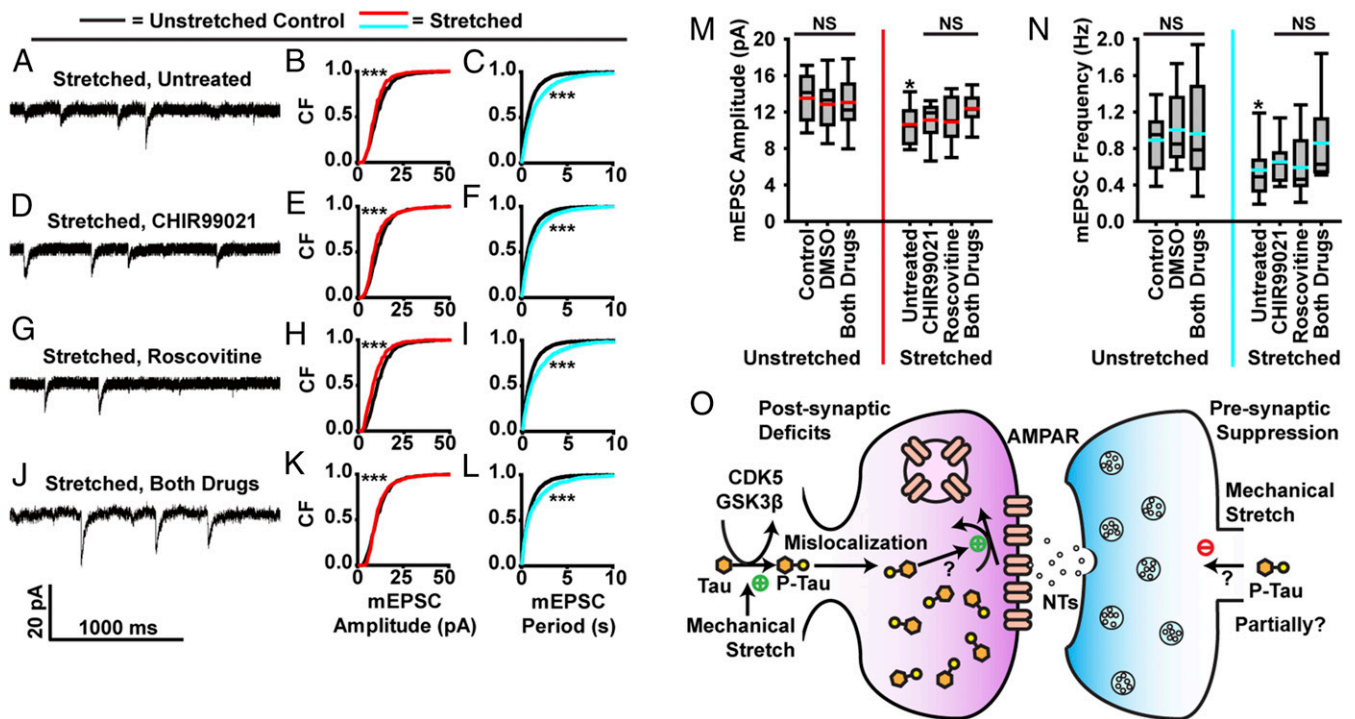 = Unstretched Control
= Stretched
A
Stretched, Untreated
B
CF
1.0
0.5
0.0
0 25 50
***
C
1.0
0.5
0.0
0 5 10
***
D
Stretched, CHIR99021
E
CF
1.0
0.5
0.0
0 25 50
***
F
1.0
0.5
0.0
0 5 10
***
G
Stretched, Roscovitine
H
CF
1.0
0.5
0.0
0 25 50
***
I
1.0
0.5
0.0
0 5 10
***
J
Stretched, Both Drugs
20 pA
1000 ms
K
CF
1.0
0.5
0.0
0 25 50
***
mEPSC
Amplitude (pA)
L
1.0
0.5
0.0
0 5 10
***
mEPSC
Period (s)
M
mEPSC Amplitude (pA)
20
16
12
8
4
0
NS
NS
*
Control
DMSO
Both Drugs
Untreated
CHIR99021
Roscovitine
Both Drugs
Unstretched
Stretched
N
mEPSC Frequency (Hz)
2.0
1.6
1.2
0.8
0.4
0.0
NS
NS
*
Control
DMSO
Both Drugs
Untreated
CHIR99021
Roscovitine
Both Drugs
Unstretched
Stretched
O
Post-synaptic
Deficits
AMPAR
Pre-synaptic
Suppression
CDK5
GSK3β
Mislocalization
?
Tau
P-Tau
Mechanical
Stretch
NTs
Mechanical
Stretch
?
P-Tau
Partially?